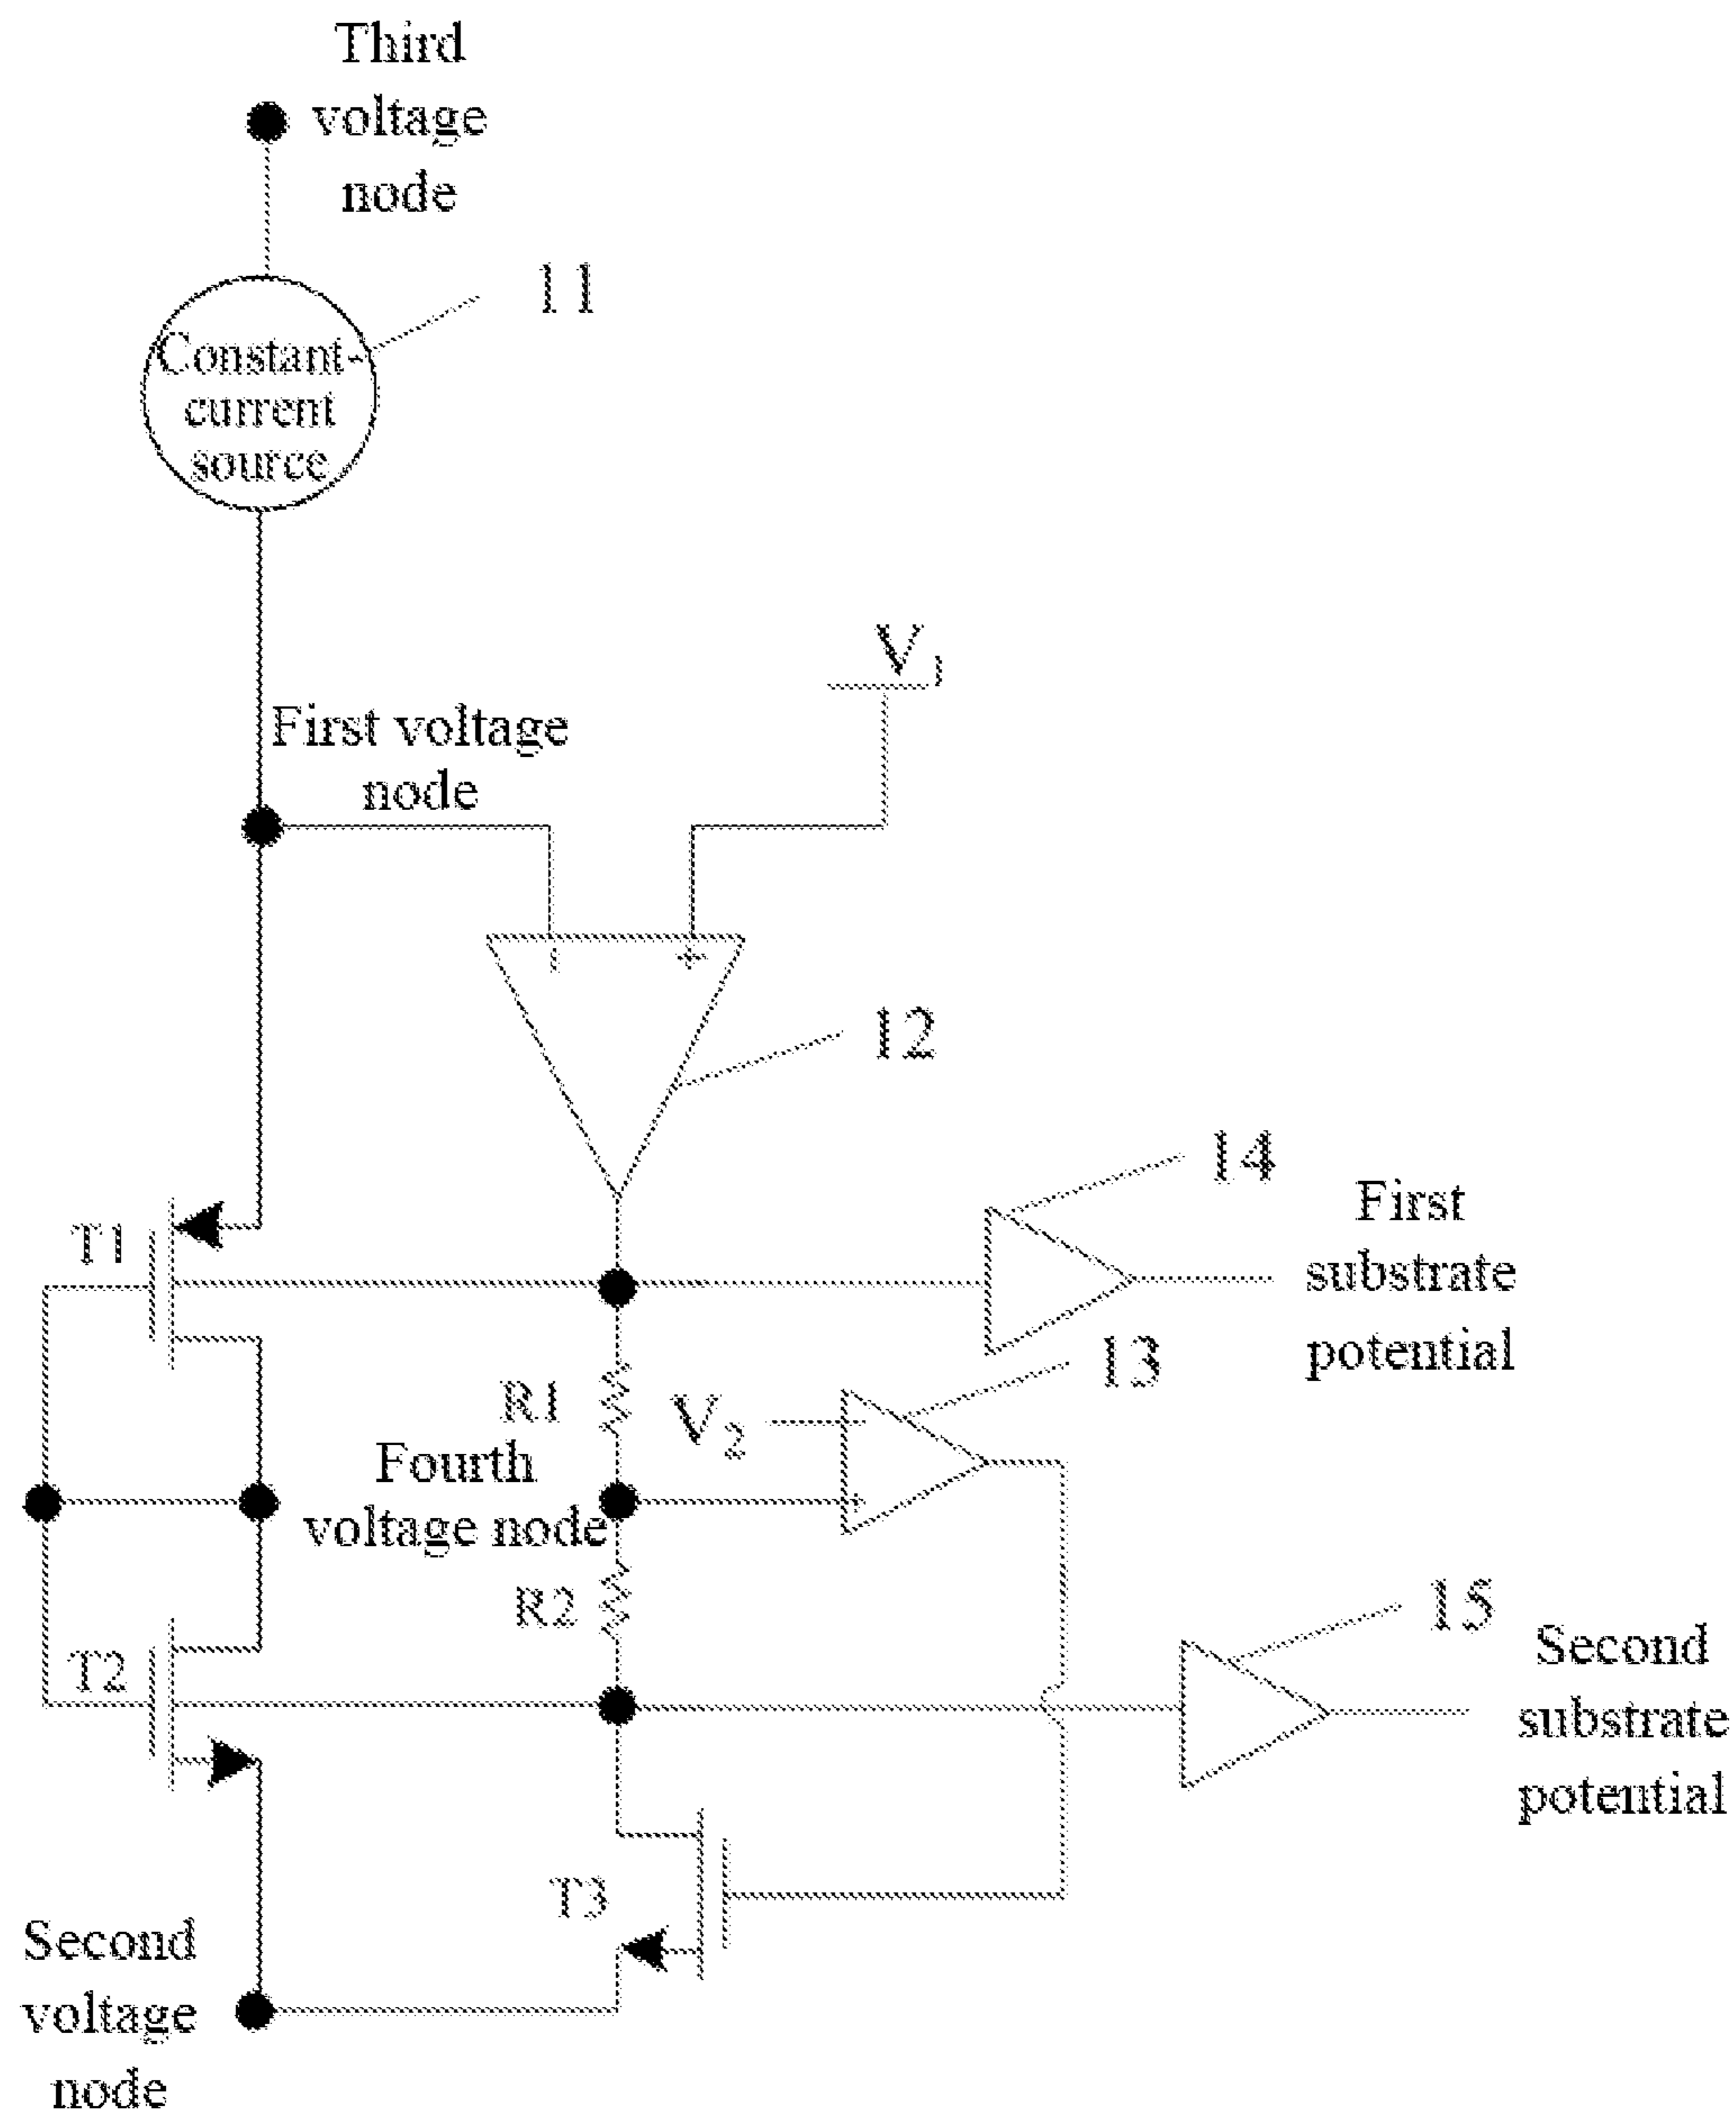 Third
voltage
node
11
Constant-
current
source
V1
First voltage
node
- +
12
14
T1
First
substrate
potential
13
R1
V2
-
Fourth
voltage node
+
R2
15
T2
Second
substrate
potential
T3
Second
voltage
node